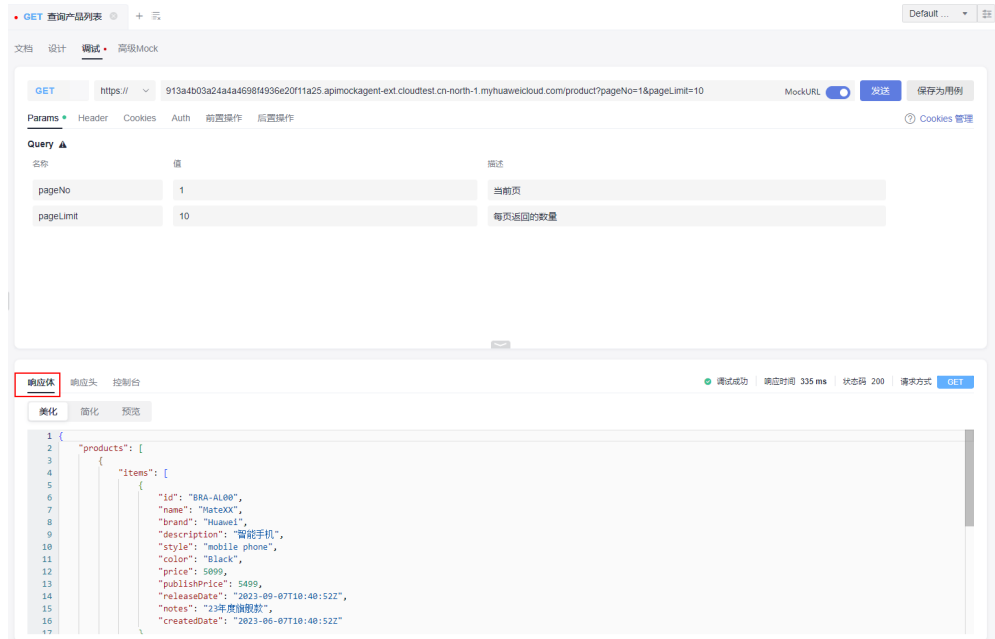 GET 查询产品列表
Default ...
文档 设计 调试 高级Mock
GET https:// 913a4b03a24a4a4698f4936e20f11a25.apimockagent-ext.cloudtest.cn-north-1.myhuaweicloud.com/product?pageNo=1&pageLimit=10 MockURL 发送 保存为用例
Params Header Cookies Auth 前置操作 后置操作 Cookies 管理
Query
名称 值 描述
pageNo 1 当前页
pageLimit 10 每页返回的数量
响应体 响应头 控制台 调试成功 响应时间 335 ms 状态码 200 请求方式 GET
美化 简化 预览
1 {
2 "products": [
3 {
4 "items": [
5 {
6 "id": "BRA-AL00",
7 "name": "MateXX",
8 "brand": "Huawei",
9 "description": "智能手机",
10 "style": "mobile phone",
11 "color": "Black",
12 "price": 5099,
13 "publishPrice": 5499,
14 "releaseDate": "2023-09-07T10:40:52Z",
15 "notes": "23年度旗舰款",
16 "createdDate": "2023-06-07T10:40:52Z"
17 }